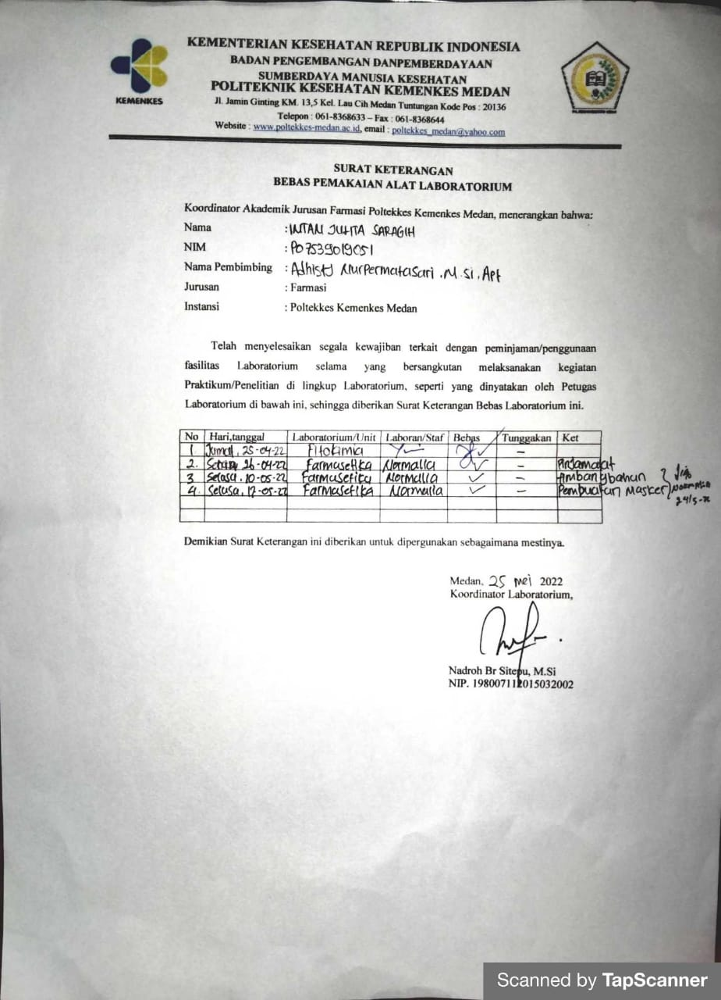 KEMENKES
KEMENTERIAN KESEHATAN REPUBLIK INDONESIA
BADAN PENGEMBANGAN DANPEMBERDAYAAN
SUMBERDAYA MANUSIA KESEHATAN
POLITEKNIK KESEHATAN KEMENKES MEDAN
Jl. Jamin Ginting KM. 13,5 Kel. Lau Cih Medan Tuntungan Kode Pos : 20136
Telepon : 061-8368633 – Fax : 061-8368644
Website : www.poltekkes-medan.ac.id, email : poltekkes_medan@yahoo.com
SURAT KETERANGAN
BEBAS PEMAKAIAN ALAT LABORATORIUM
Koordinator Akademik Jurusan Farmasi Poltekkes Kemenkes Medan, menerangkan bahwa:
Nama : INTAN JULITA SARAGIH
NIM : PO7539019051
Nama Pembimbing : Adhisty NurPermatasari .M.Si, Apt
Jurusan : Farmasi
Instansi : Poltekkes Kemenkes Medan
Telah menyelesaikan segala kewajiban terkait dengan peminjaman/penggunaan
fasilitas Laboratorium selama yang bersangkutan melaksanakan kegiatan
Praktikum/Penelitian di lingkup Laboratorium, seperti yang dinyatakan oleh Petugas
Laboratorium di bawah ini, sehingga diberikan Surat Keterangan Bebas Laboratorium ini.
No Hari,tanggal Laboratorium/Unit Laboran/Staf Bebas Tunggakan Ket
1 Jumat, 25-04-22 Fitokimia ✓ –
2. 26-04-22 Farmasetika Normalia ✓ – Pinjam alat
3 Selasa, 10-05-22 Farmasetika Normalia ✓ – Ambang bahan
4. Selasa, 17-05-22 Farmasetika Normalia ✓ – Pembuatan Masker
Normalia
24/5-22
Demikian Surat Keterangan ini diberikan untuk dipergunakan sebagaimana mestinya.
Medan, 25 Mei 2022
Koordinator Laboratorium,
Nadroh Br Sitepu, M.Si
NIP. 198007112015032002
Scanned by TapScanner